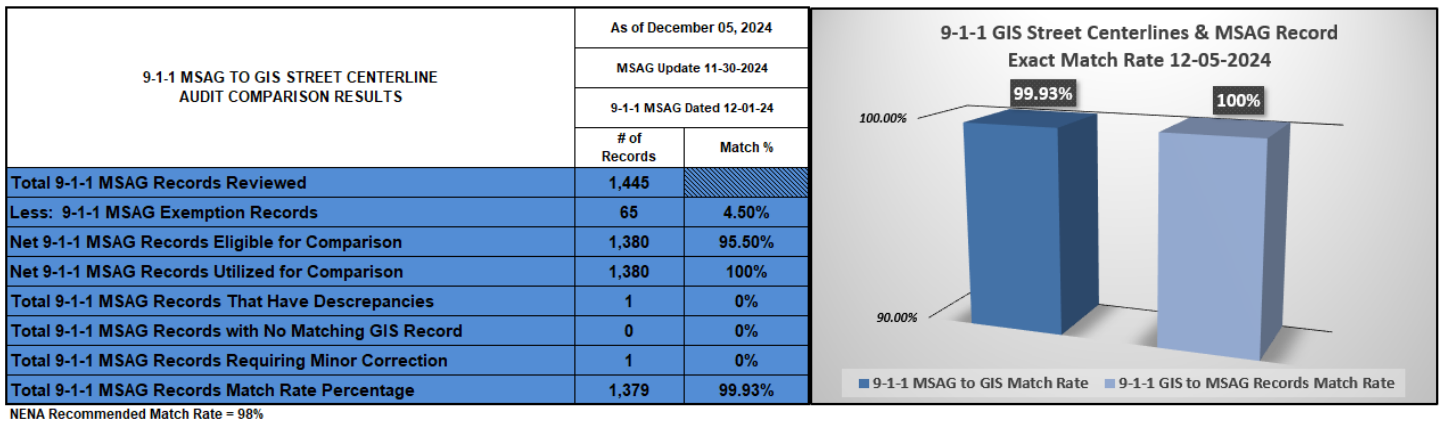 9-1-1 MSAG TO GIS STREET CENTERLINE
AUDIT COMPARISON RESULTS
As of December 05, 2024
MSAG Update 11-30-2024
9-1-1 MSAG Dated 12-01-24
# of
Records
Match %
Total 9-1-1 MSAG Records Reviewed 1,445
Less: 9-1-1 MSAG Exemption Records 65 4.50%
Net 9-1-1 MSAG Records Eligible for Comparison 1,380 95.50%
Net 9-1-1 MSAG Records Utilized for Comparison 1,380 100%
Total 9-1-1 MSAG Records That Have Descrepancies 1 0%
Total 9-1-1 MSAG Records with No Matching GIS Record 0 0%
Total 9-1-1 MSAG Records Requiring Minor Correction 1 0%
Total 9-1-1 MSAG Records Match Rate Percentage 1,379 99.93%
NENA Recommended Match Rate = 98%
9-1-1 GIS Street Centerlines & MSAG Record
Exact Match Rate 12-05-2024
99.93%
100%
100.00%
90.00%
9-1-1 MSAG to GIS Match Rate 9-1-1 GIS to MSAG Records Match Rate